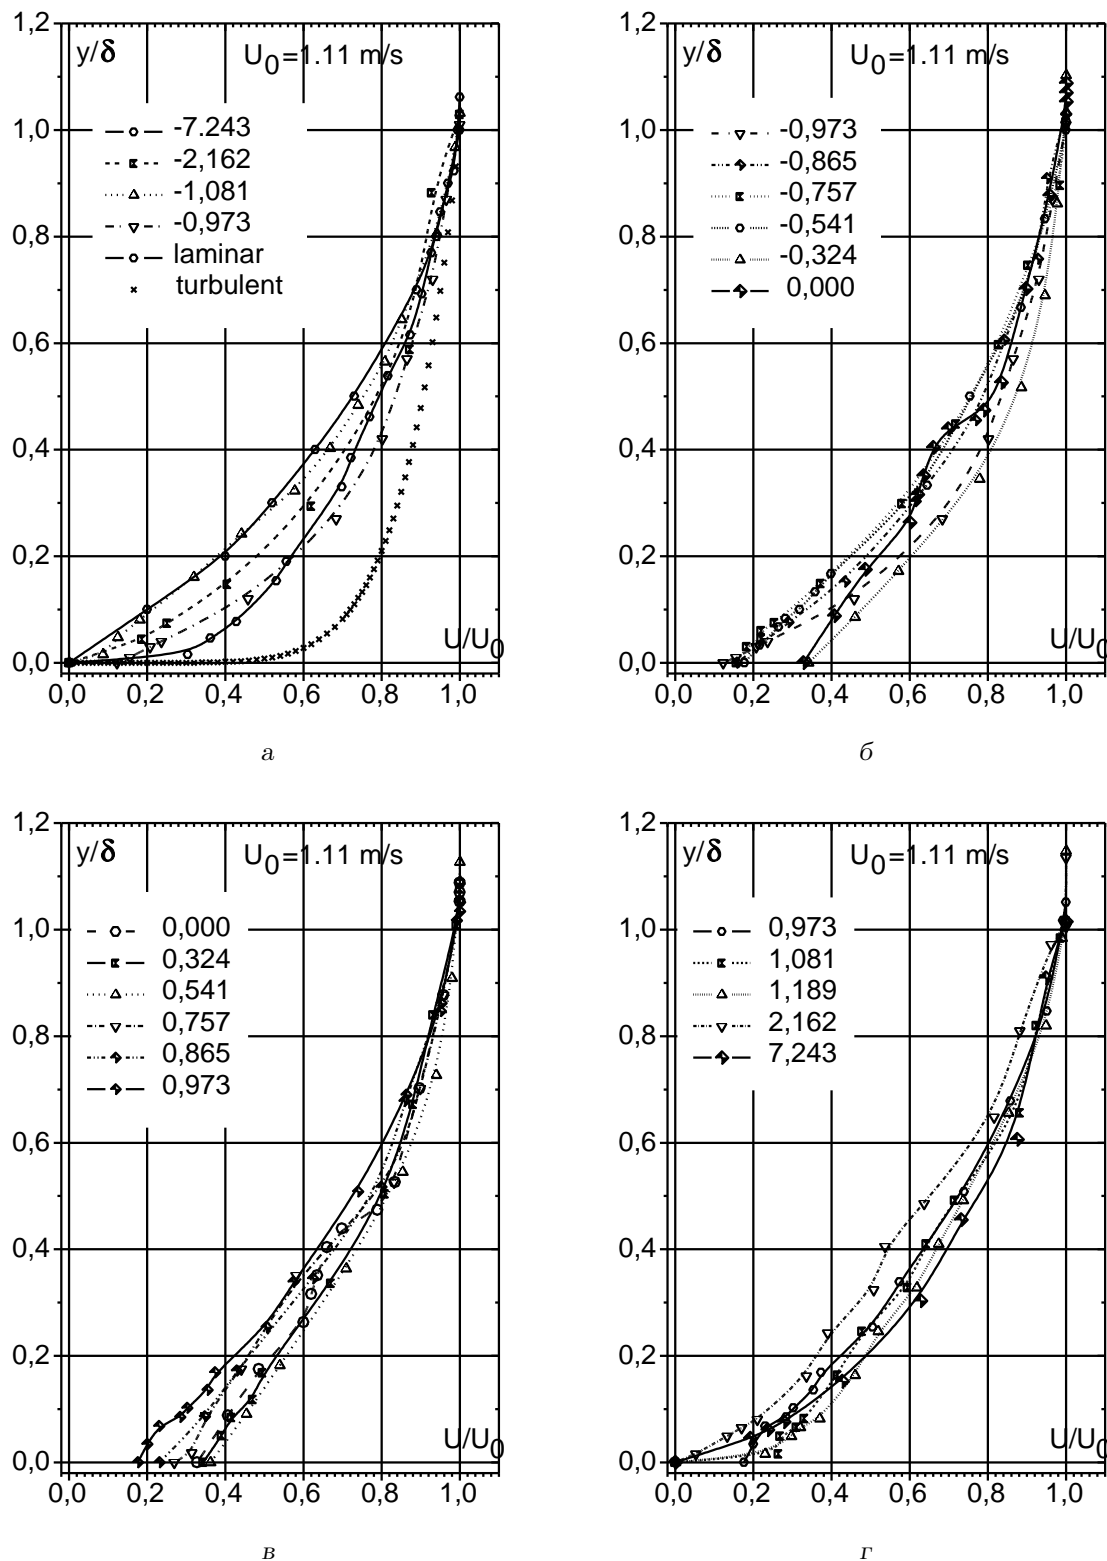 1,2
y/δ
U0=1.11 m/s
1,0
-7.243
-2,162
-1,081
-0,973
laminar
turbulent
0,8
0,6
0,4
0,2
0,0
U/U0
0,0 0,2 0,4 0,6 0,8 1,0
а
1,2
y/δ
U0=1.11 m/s
1,0
-0,973
-0,865
-0,757
-0,541
-0,324
0,000
0,8
0,6
0,4
0,2
0,0
U/U0
0,0 0,2 0,4 0,6 0,8 1,0
б
1,2
y/δ
U0=1.11 m/s
1,0
0,000
0,324
0,541
0,757
0,865
0,973
0,8
0,6
0,4
0,2
0,0
U/U0
0,0 0,2 0,4 0,6 0,8 1,0
в
1,2
y/δ
U0=1.11 m/s
1,0
0,973
1,081
1,189
2,162
7,243
0,8
0,6
0,4
0,2
0,0
U/U0
0,0 0,2 0,4 0,6 0,8 1,0
г